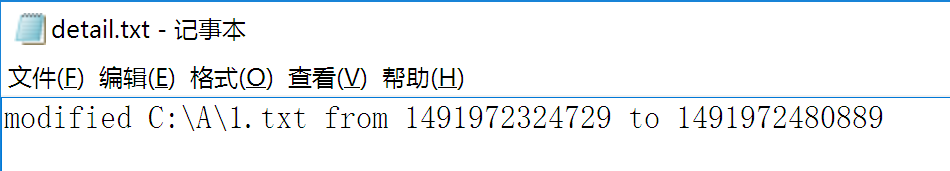 detail.txt - 记事本
文件(F) 编辑(E) 格式(O) 查看(V) 帮助(H)
modified C:\A\1.txt from 1491972324729 to 1491972480889